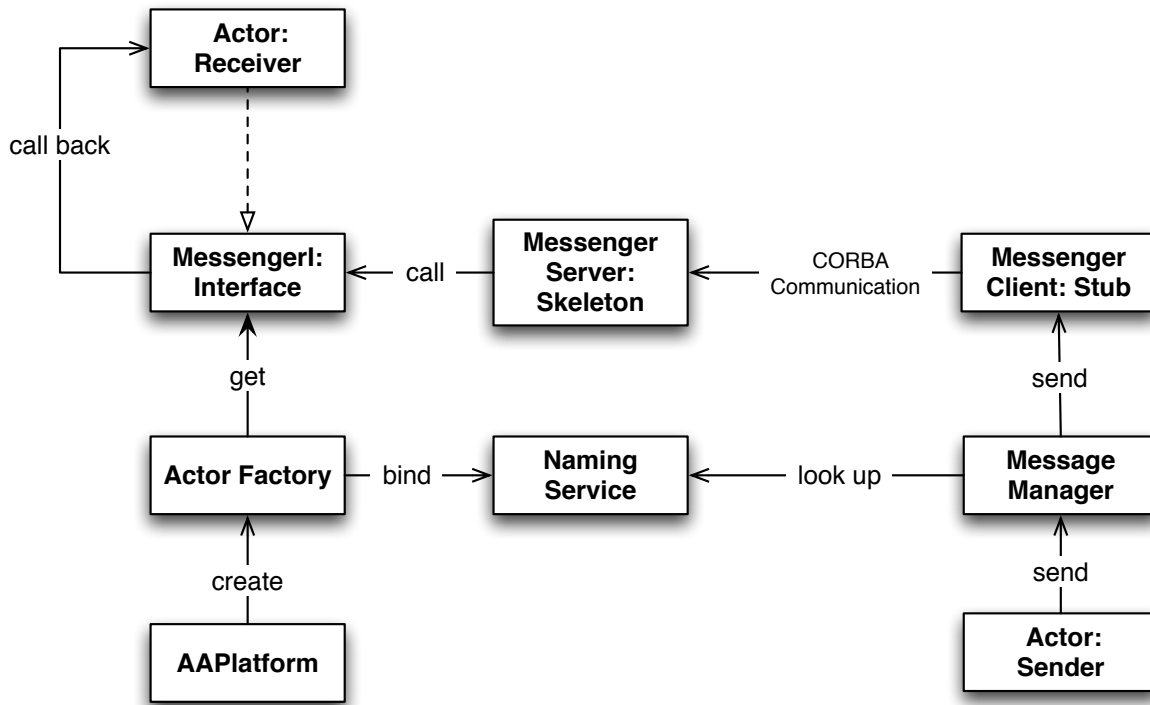 Actor:
Receiver
call back
MessengerI:
Interface
call
Messenger
Server:
Skeleton
CORBA
Communication
Messenger
Client: Stub
get
send
Actor Factory
bind
Naming
Service
look up
Message
Manager
create
send
AAPlatform
Actor:
Sender